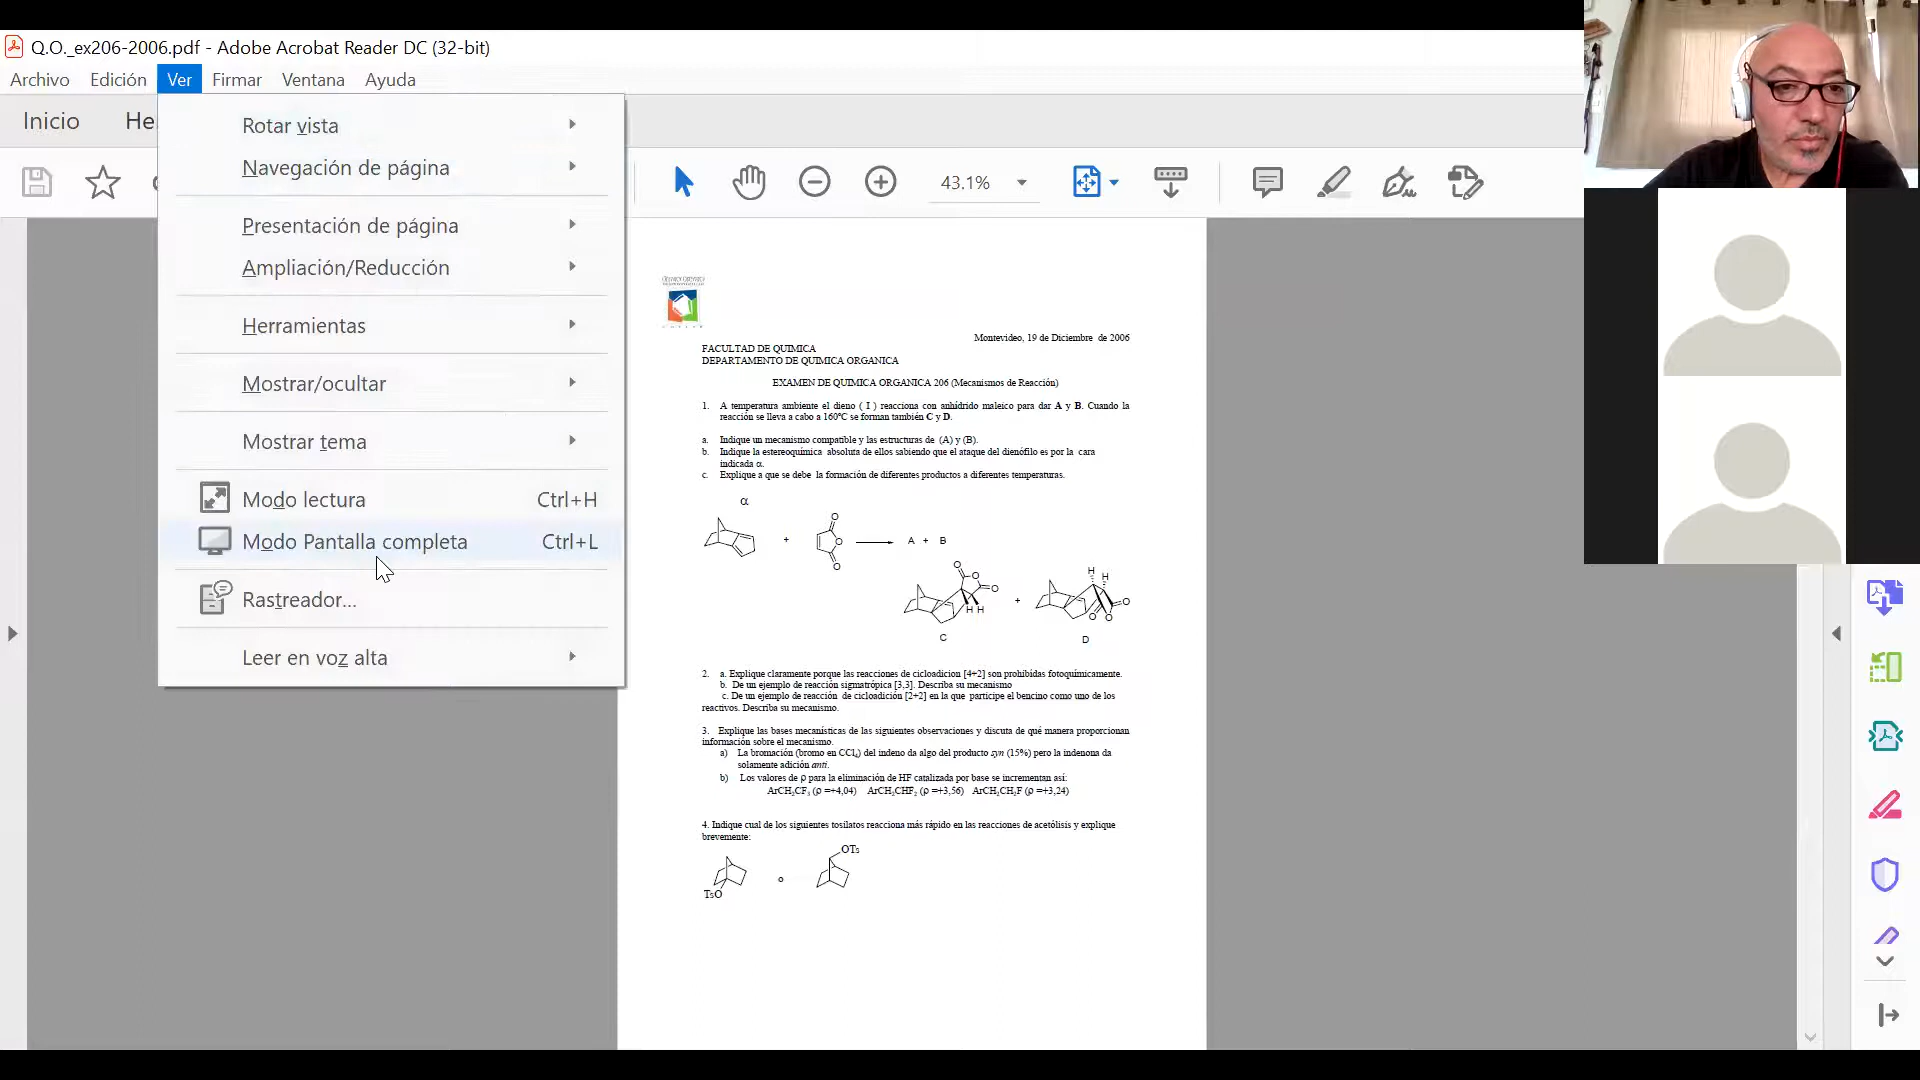 Q.O._ex206-2006.pdf - Adobe Acrobat Reader DC (32-bit)
Archivo Edición Ver Firmar Ventana Ayuda
Inicio He
Rotar vista
Navegación de página
Presentación de página
Ampliación/Reducción
Herramientas
Mostrar/ocultar
Mostrar tema
Modo lectura Ctrl+H
Modo Pantalla completa Ctrl+L
Rastreador...
Leer en voz alta
43.1%
Montevideo, 19 de Diciembre de 2006
FACULTAD DE QUIMICA
DEPARTAMENTO DE QUIMICA ORGANICA
EXAMEN DE QUIMICA ORGANICA 206 (Mecanismos de Reacción)
1. A temperatura ambiente el dieno ( I ) reacciona con anhídrido maleico para dar A y B. Cuando la
reacción se lleva a cabo a 160ºC se forman también C y D.
a. Indique un mecanismo compatible y las estructuras de (A) y (B).
b. Indique la estereoquímica absoluta de ellos sabiendo que el ataque del dienófilo es por la cara
indicada α.
c. Explique a que se debe la formación de diferentes productos a diferentes temperaturas.
α
+ O O O A + B
O O O H H + H H O O O
C D
2. a. Explique claramente porque las reacciones de cicloadicion [4+2] son prohibidas fotoquímicamente.
b. De un ejemplo de reacción sigmatrópica [3,3]. Describa su mecanismo
c. De un ejemplo de reacción de cicloadición [2+2] en la que participe el bencino como uno de los
reactivos. Describa su mecanismo.
3. Explique las bases mecanísticas de las siguientes observaciones y discuta de qué manera proporcionan
información sobre el mecanismo.
a) La bromación (bromo en CCl₄) del indeno da algo del producto syn (15%) pero la indenona da
solamente adición anti.
b) Los valores de ρ para la eliminación de HF catalizada por base se incrementan así:
ArCH₂CF₃ (ρ =+4,04) ArCH₂CHF₂ (ρ =+3,56) ArCH₂CH₂F (ρ =+3,24)
4. Indique cual de los siguientes tosilatos reacciona más rápido en las reacciones de acetólisis y explique
brevemente:
OTs
o
TsO